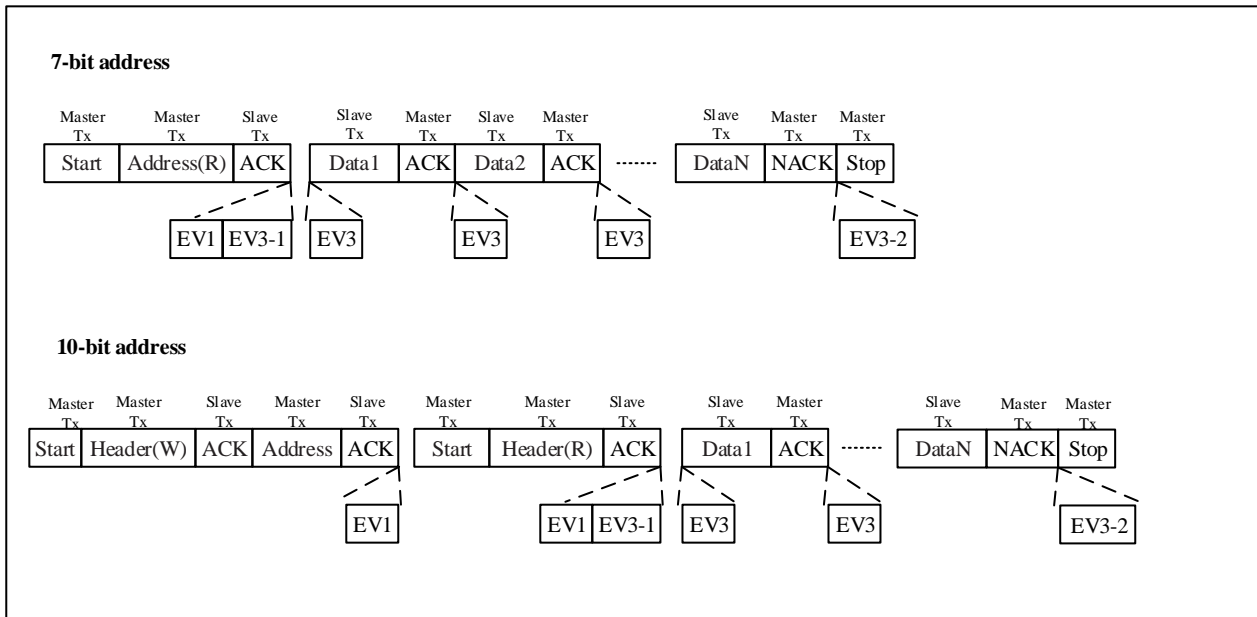 7-bit address
Master Tx Master Tx Slave Tx Slave Tx Master Tx Slave Tx Master Tx Slave Tx Master Tx Master Tx
Start Address(R) ACK Data1 ACK Data2 ACK ........ DataN NACK Stop
EV1 EV3-1 EV3 EV3 EV3 EV3-2
10-bit address
Master Tx Master Tx Slave Tx Master Tx Slave Tx Master Tx Master Tx Slave Tx Slave Tx Master Tx Slave Tx Master Tx Master Tx
Start Header(W) ACK Address ACK Start Header(R) ACK Data1 ACK ........ DataN NACK Stop
EV1 EV1 EV3-1 EV3 EV3 EV3-2